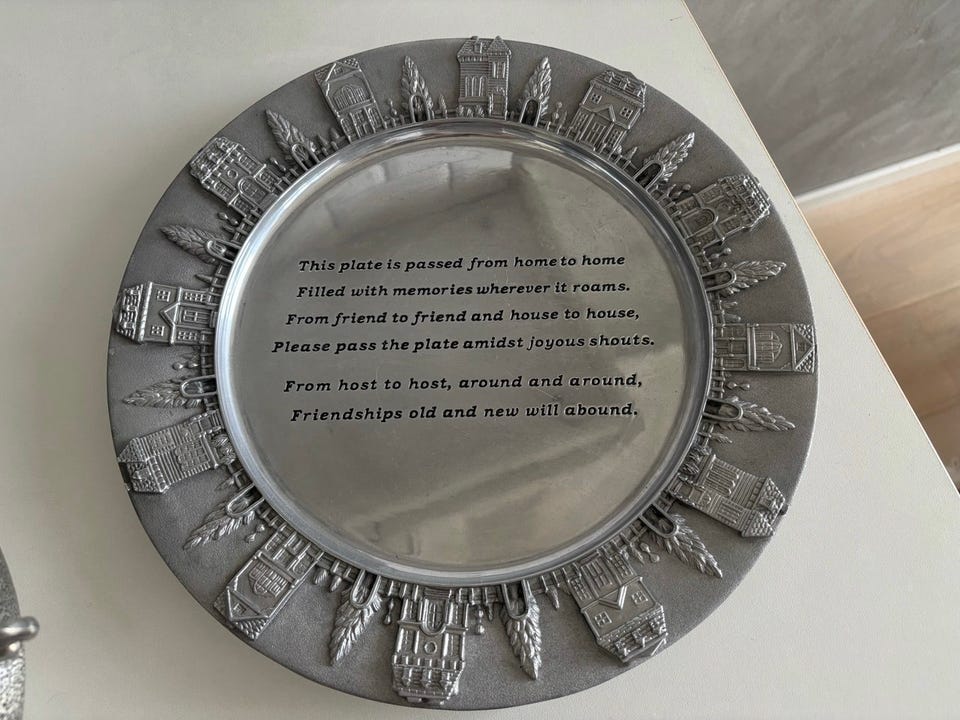 This plate is passed from home to home
Filled with memories wherever it roams.
From friend to friend and house to house,
Please pass the plate amidst joyous shouts.
From host to host, around and around,
Friendships old and new will abound.